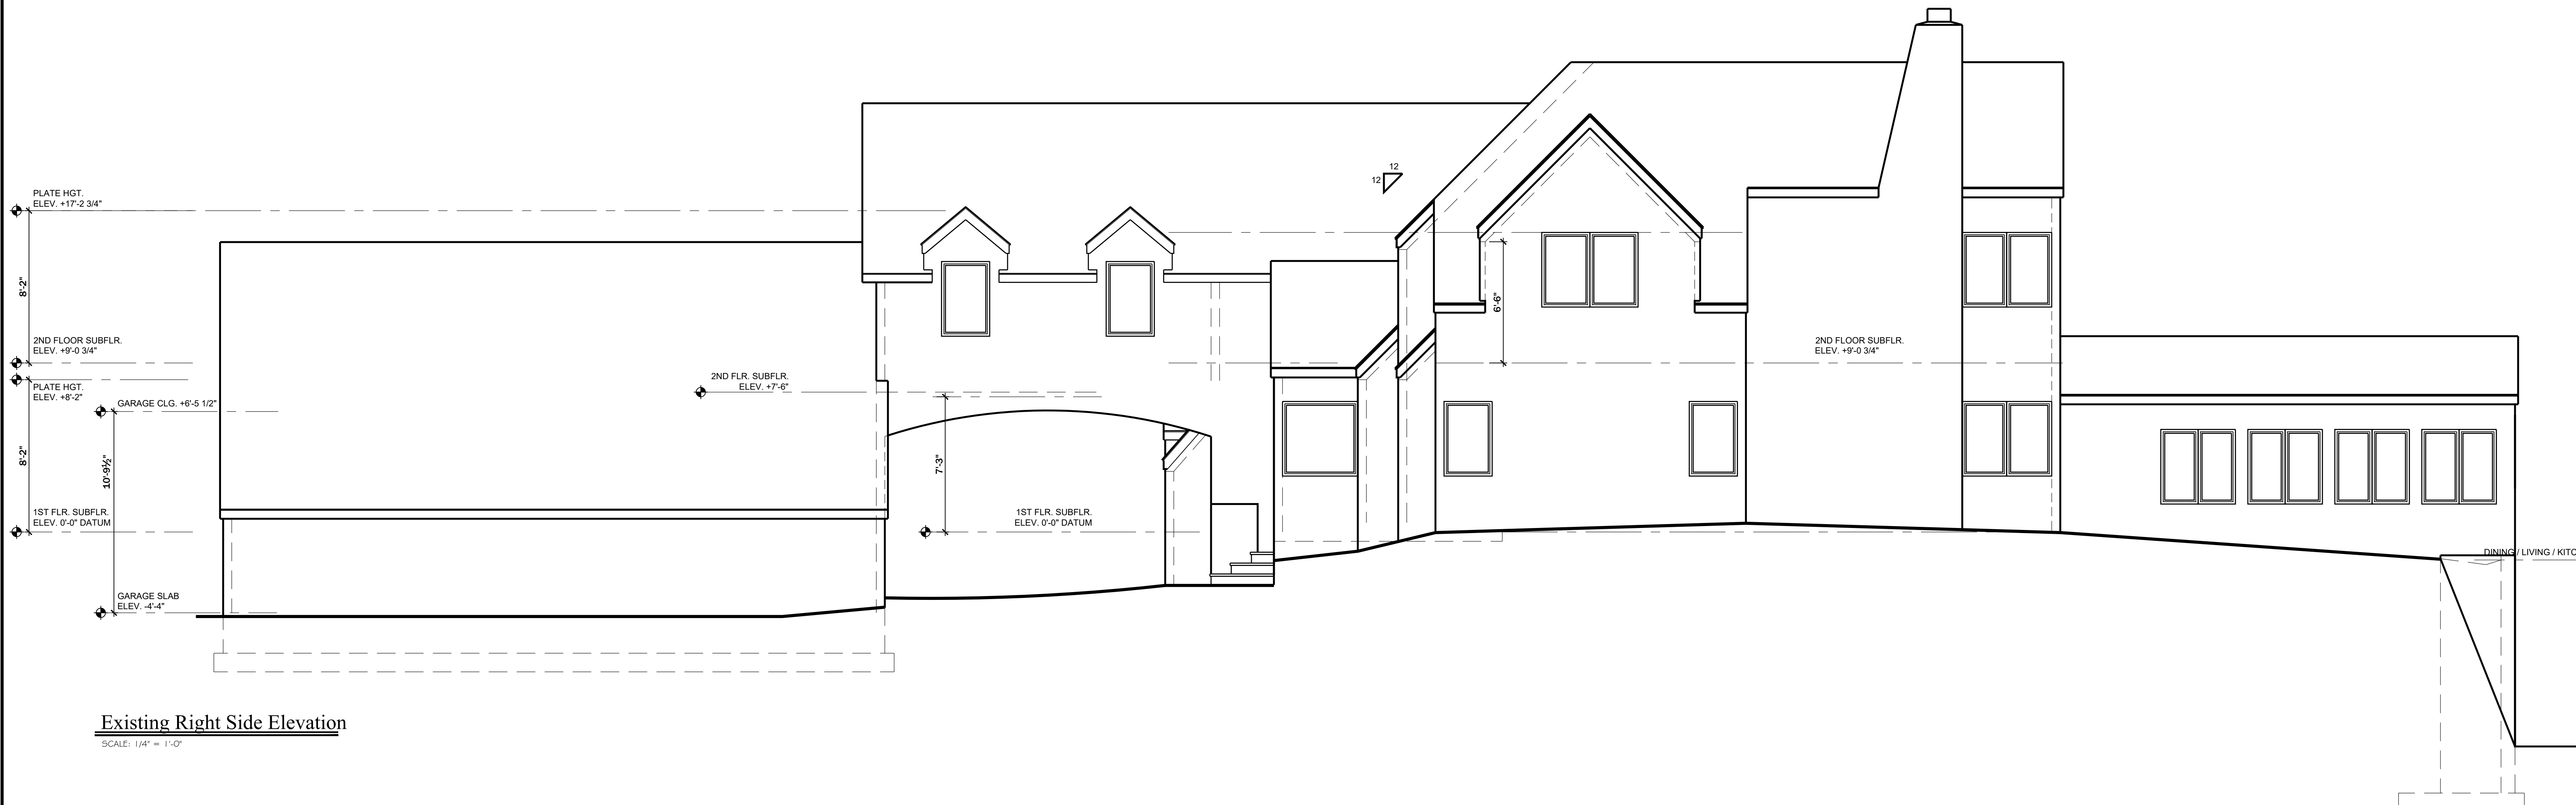 12
12
PLATE HGT.
ELEV. +17'-2 3/4"
8'-2"
6'-6"
2ND FLOOR SUBFLR.
ELEV. +9'-0 3/4"
2ND FLOOR SUBFLR.
ELEV. +9'-0 3/4"
2ND FLR. SUBFLR.
ELEV. +7'-6"
PLATE HGT.
ELEV. +8'-2"
GARAGE CLG. +6'-5 1/2"
8'-2"
10'-9½"
7'-3"
1ST FLR. SUBFLR.
ELEV. 0'-0" DATUM
1ST FLR. SUBFLR.
ELEV. 0'-0" DATUM
DINING / LIVING / KITC
GARAGE SLAB
ELEV. -4'-4"
Existing Right Side Elevation
SCALE: 1/4" = 1'-0"